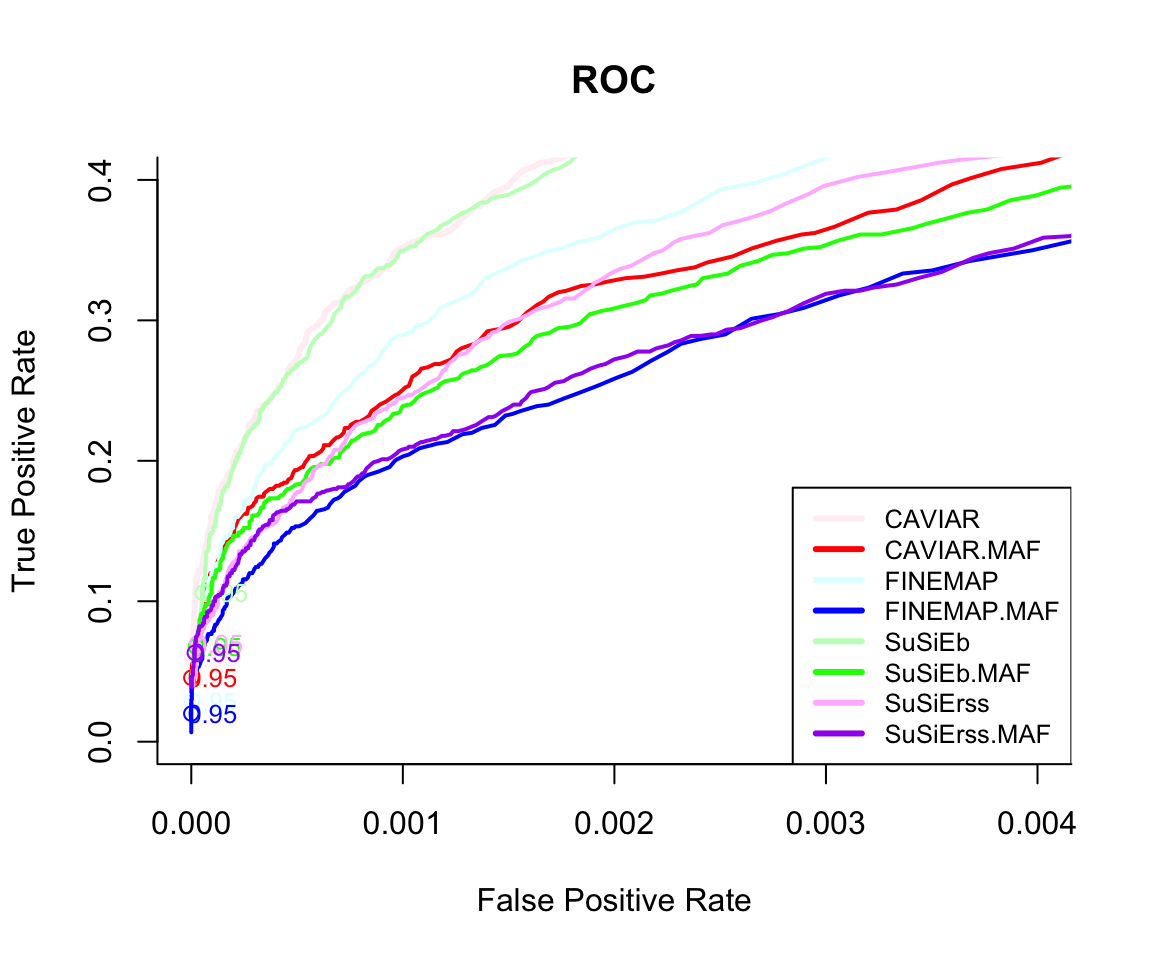 ROC
True Positive Rate
0.4
0.3
0.2
0.1
0.0
0.95
0.95
0.95
CAVIAR
CAVIAR.MAF
FINEMAP
FINEMAP.MAF
SuSiEb
SuSiEb.MAF
SuSiErss
SuSiErss.MAF
0.000 0.001 0.002 0.003 0.004
False Positive Rate